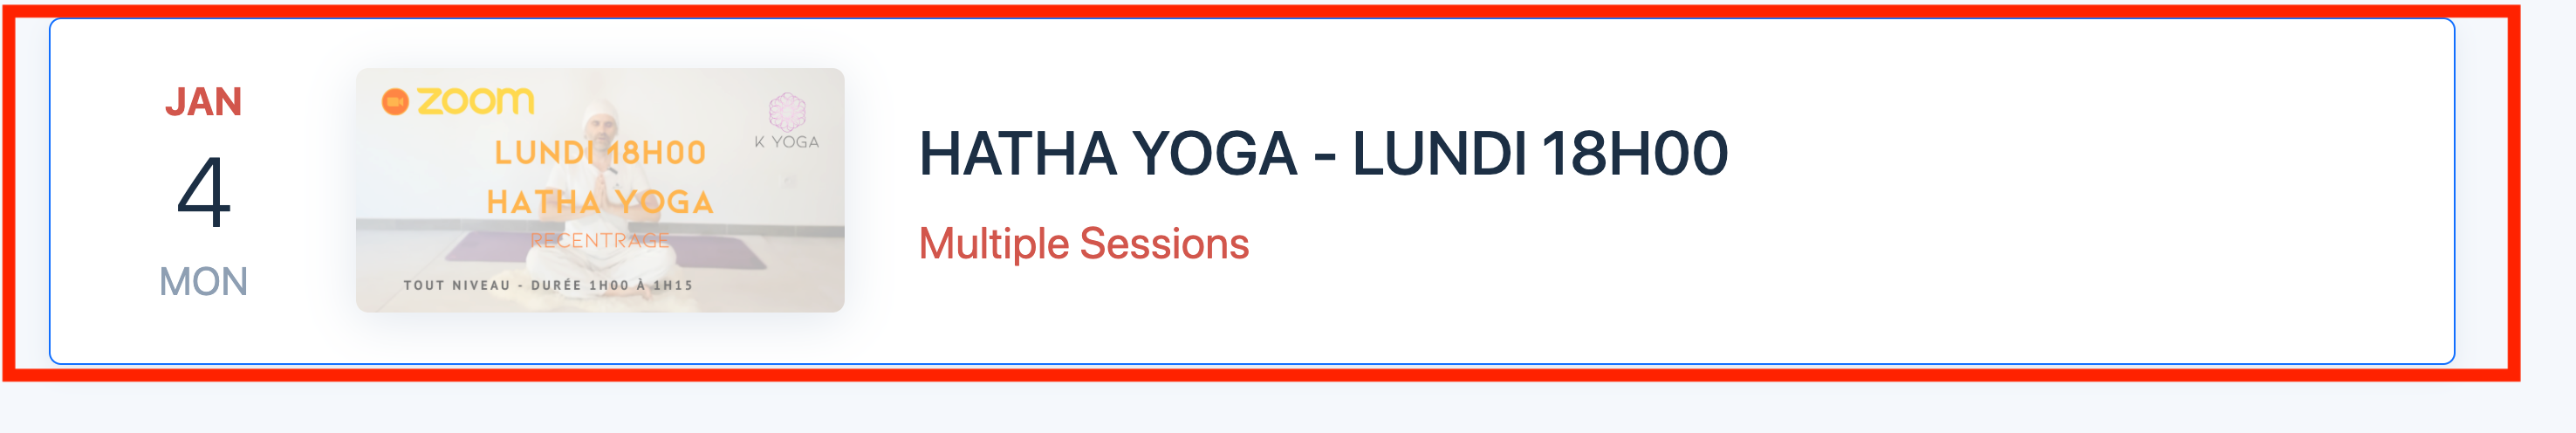 JAN
4
MON
zoom
K YOGA
LUNDI 18H00
HATHA YOGA
RECENTRAGE
TOUT NIVEAU - DURÉE 1H00 À 1H15
HATHA YOGA - LUNDI 18H00
Multiple Sessions